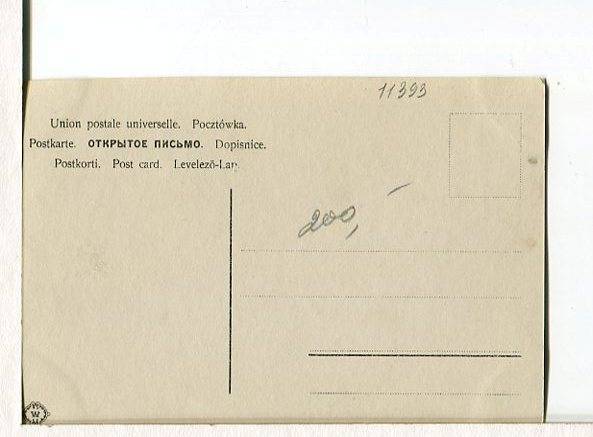 11393
Union postale universelle. Pocztówka.
Postkarte. ОТКРЫТОЕ ПИСЬМО. Dopisnice.
Postkorti. Post card. Levelező-Lap.
200,—
W